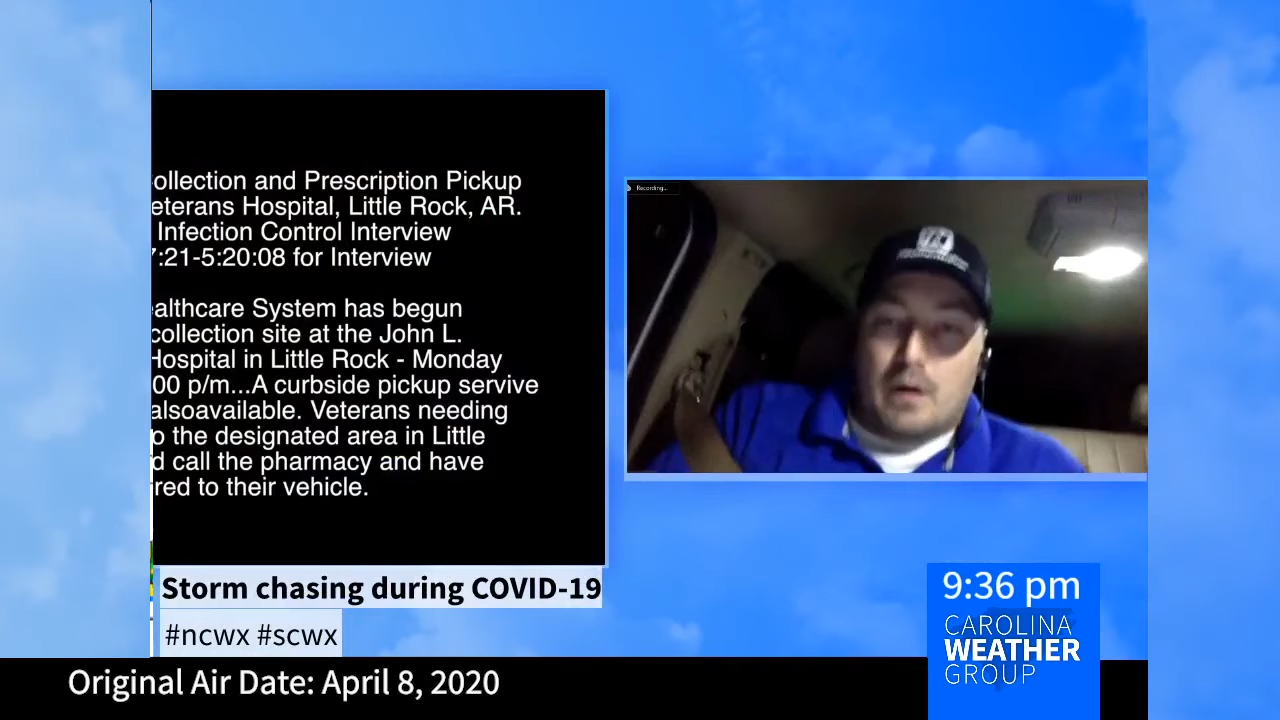 ollection and Prescription Pickup
eterans Hospital, Little Rock, AR.
Infection Control Interview
7:21-5:20:08 for Interview
ealthcare System has begun
collection site at the John L.
Hospital in Little Rock - Monday
00 p/m...A curbside pickup servive
alsoavailable. Veterans needing
o the designated area in Little
d call the pharmacy and have
red to their vehicle.
Recording...
Storm chasing during COVID-19
#ncwx #scwx
9:36 pm
CAROLINA
WEATHER
GROUP
Original Air Date: April 8, 2020